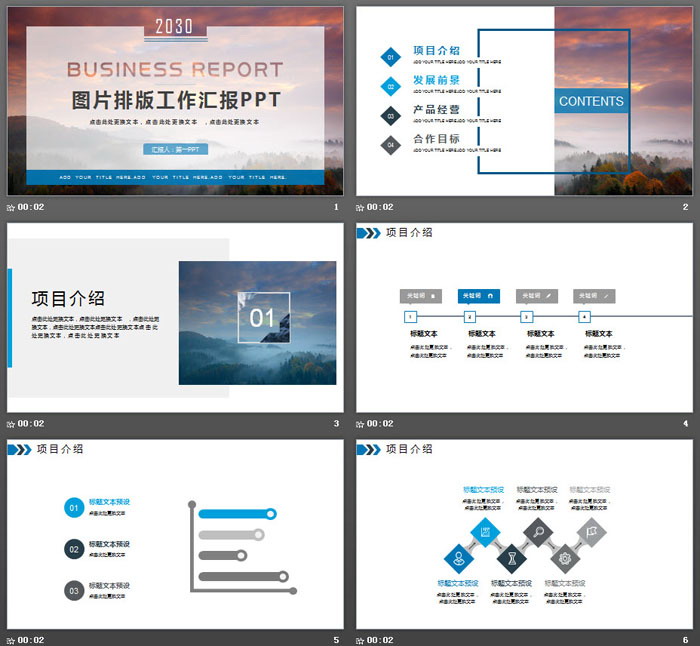 2030
BUSINESS REPORT
图片排版工作汇报PPT
点击此处更换文本，点击此处更换文本 ，点击此处更换文本
汇报人：第一PPT
ADD YOUR TITLE HERE.ADD YOUR TITLE HERE.ADD YOUR TITLE HERE.
00:02
1
01
项目介绍
ADD YOUR TITLE HERE.ADD YOUR TITLE HERE
02
发展前景
ADD YOUR TITLE HERE.ADD YOUR TITLE HERE
03
产品经营
ADD YOUR TITLE HERE.ADD YOUR TITLE HERE
04
合作目标
ADD YOUR TITLE HERE.ADD YOUR TITLE HERE
CONTENTS
00:02
2
项目介绍
点击此处更换文本，点击此处更换文本 ，点击此处更
换文本，点击此处更换文本点击此处更换文本点击此
处更换文本，点击此处更换文本
01
00:02
3
项目介绍
关键词 关键词 关键词 关键词
1 2 3 4
标题文本 标题文本 标题文本 标题文本
点击此处更换文本， 点击此处更换文本， 点击此处更换文本， 点击此处更换文本，
点击此处更换文本 点击此处更换文本 点击此处更换文本 点击此处更换文本
00:02
4
项目介绍
01
标题文本预设
点击此处更换文本
02
标题文本预设
点击此处更换文本
03
标题文本预设
点击此处更换文本
00:02
5
项目介绍
标题文本预设 标题文本预设 标题文本预设
点击此处更换文本， 点击此处更换文本， 点击此处更换文本，
点击此处更换文本 点击此处更换文本 点击此处更换文本
标题文本预设 标题文本预设 标题文本预设
点击此处更换文本， 点击此处更换文本， 点击此处更换文本，
点击此处更换文本 点击此处更换文本 点击此处更换文本
00:02
6